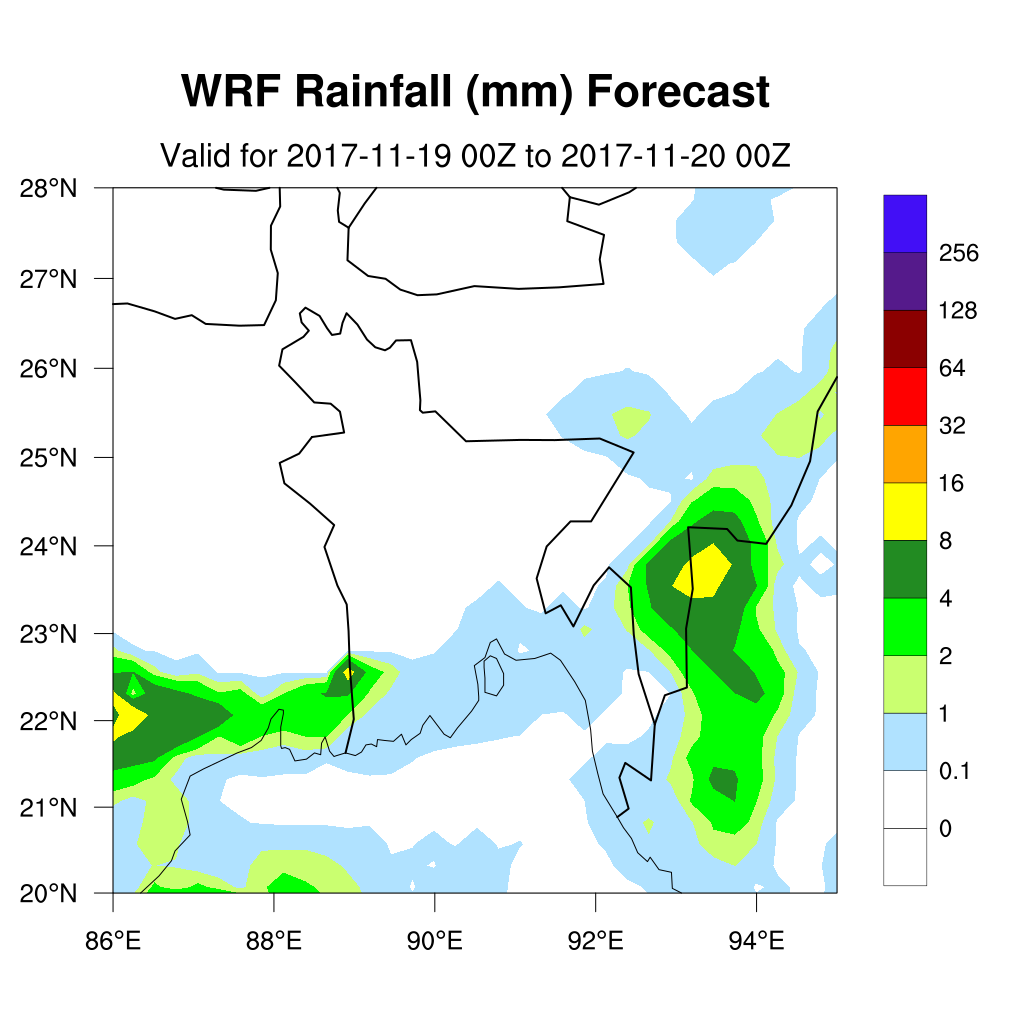 WRF Rainfall (mm) Forecast
Valid for 2017-11-19 00Z to 2017-11-20 00Z
28°N
27°N
26°N
25°N
24°N
23°N
22°N
21°N
20°N
86°E 88°E 90°E 92°E 94°E
256
128
64
32
16
8
4
2
1
0.1
0